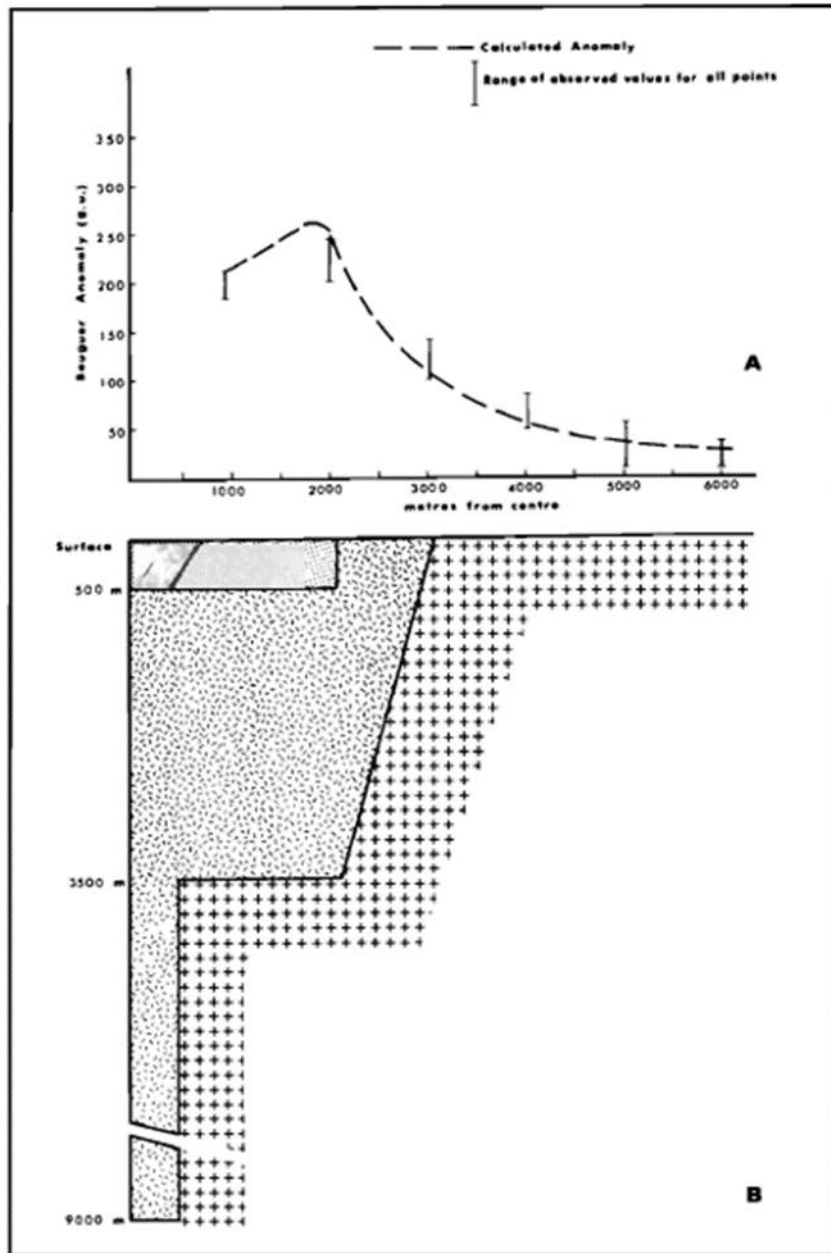 Calculated Anomaly
Range of observed values for all points
Bouguer Anomaly (g.u.)
350
300
250
200
150
100
50
A
1000
2000
3000
4000
5000
6000
metres from centre
Surface
500 m
3500 m
9000 m
B